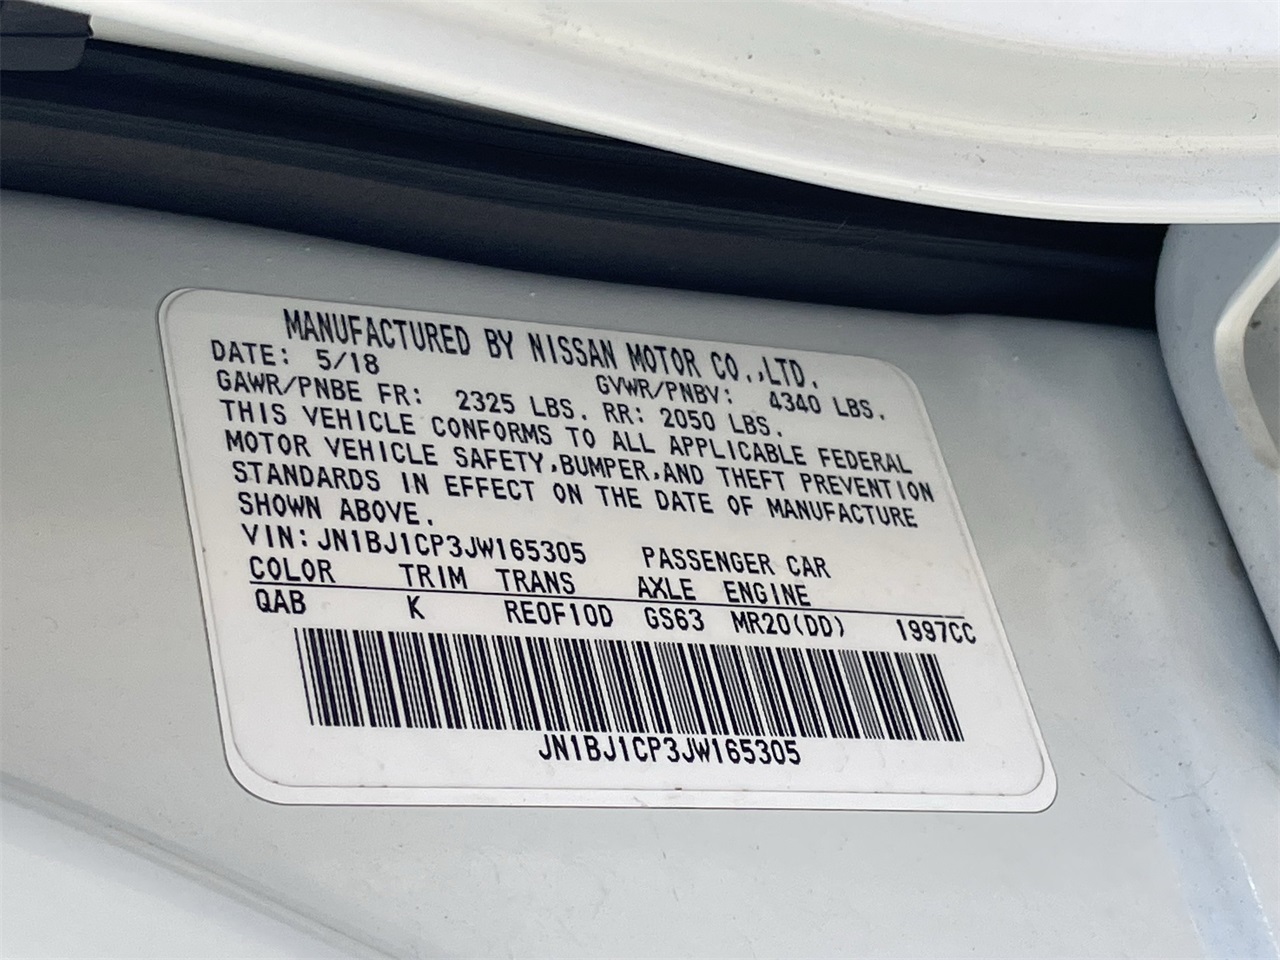 MANUFACTURED BY NISSAN MOTOR CO.,LTD.
DATE: 5/18 GVWR/PNBV: 4340 LBS.
GAWR/PNBE FR: 2325 LBS. RR: 2050 LBS.
THIS VEHICLE CONFORMS TO ALL APPLICABLE FEDERAL
MOTOR VEHICLE SAFETY,BUMPER,AND THEFT PREVENTION
STANDARDS IN EFFECT ON THE DATE OF MANUFACTURE
SHOWN ABOVE.
VIN:JN1BJ1CP3JW165305 PASSENGER CAR
COLOR TRIM TRANS AXLE ENGINE
QAB K RE0F10D GS63 MR20(DD) 1997CC
JN1BJ1CP3JW165305